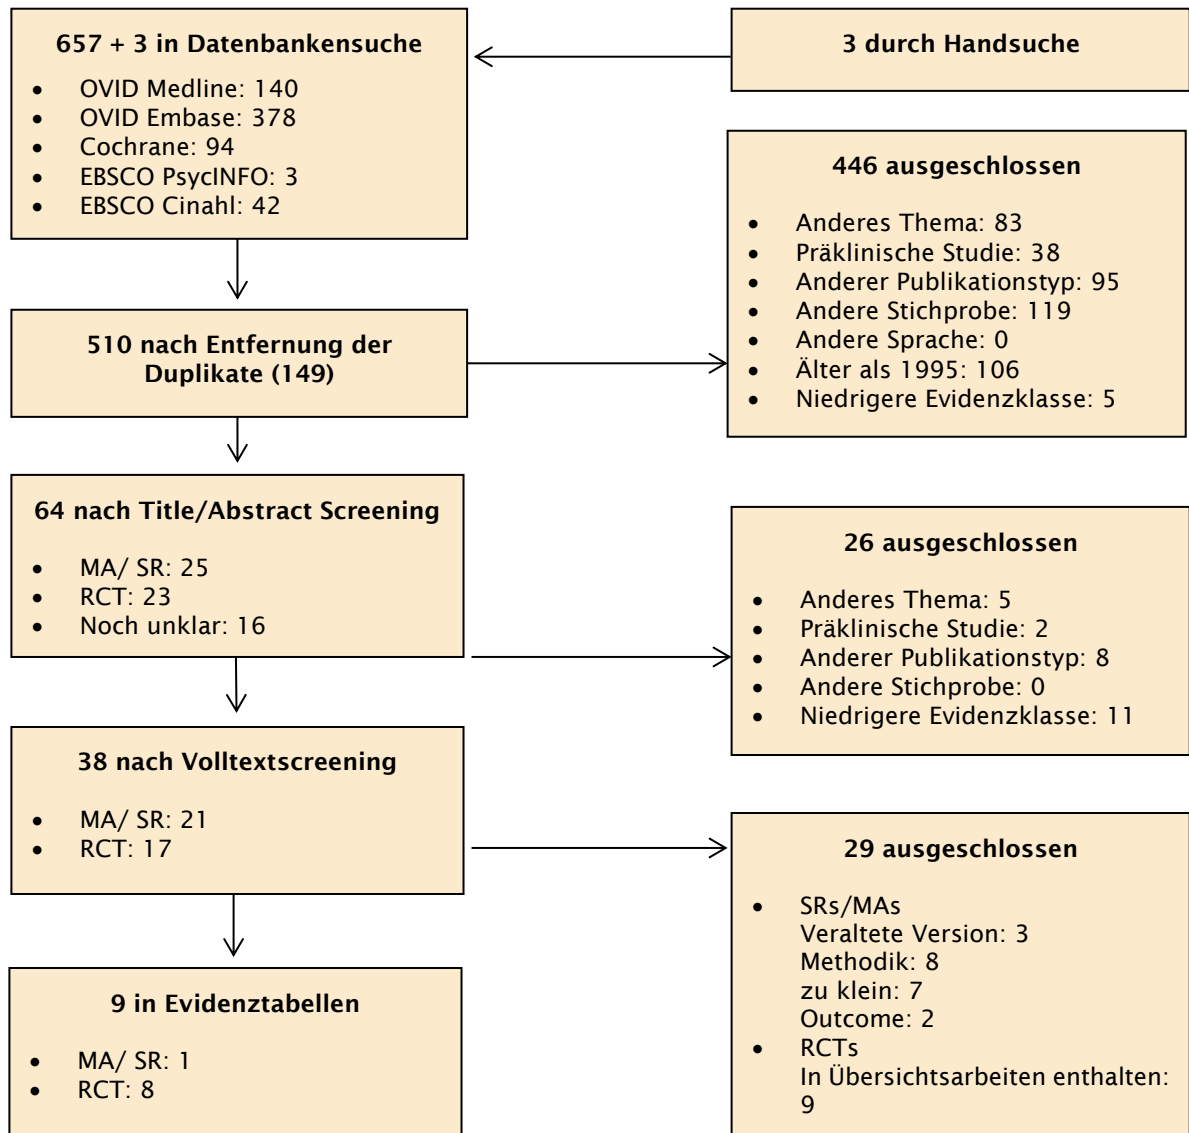 657 + 3 in Datenbankensuche
• OVID Medline: 140
• OVID Embase: 378
• Cochrane: 94
• EBSCO PsycINFO: 3
• EBSCO Cinahl: 42
3 durch Handsuche
446 ausgeschlossen
• Anderes Thema: 83
• Präklinische Studie: 38
• Anderer Publikationstyp: 95
• Andere Stichprobe: 119
• Andere Sprache: 0
• Älter als 1995: 106
• Niedrigere Evidenzklasse: 5
510 nach Entfernung der
Duplikate (149)
64 nach Title/Abstract Screening
• MA/ SR: 25
• RCT: 23
• Noch unklar: 16
26 ausgeschlossen
• Anderes Thema: 5
• Präklinische Studie: 2
• Anderer Publikationstyp: 8
• Andere Stichprobe: 0
• Niedrigere Evidenzklasse: 11
38 nach Volltextscreening
• MA/ SR: 21
• RCT: 17
29 ausgeschlossen
• SRs/MAs
Veraltete Version: 3
Methodik: 8
zu klein: 7
Outcome: 2
• RCTs
In Übersichtsarbeiten enthalten:
9
9 in Evidenztabellen
• MA/ SR: 1
• RCT: 8